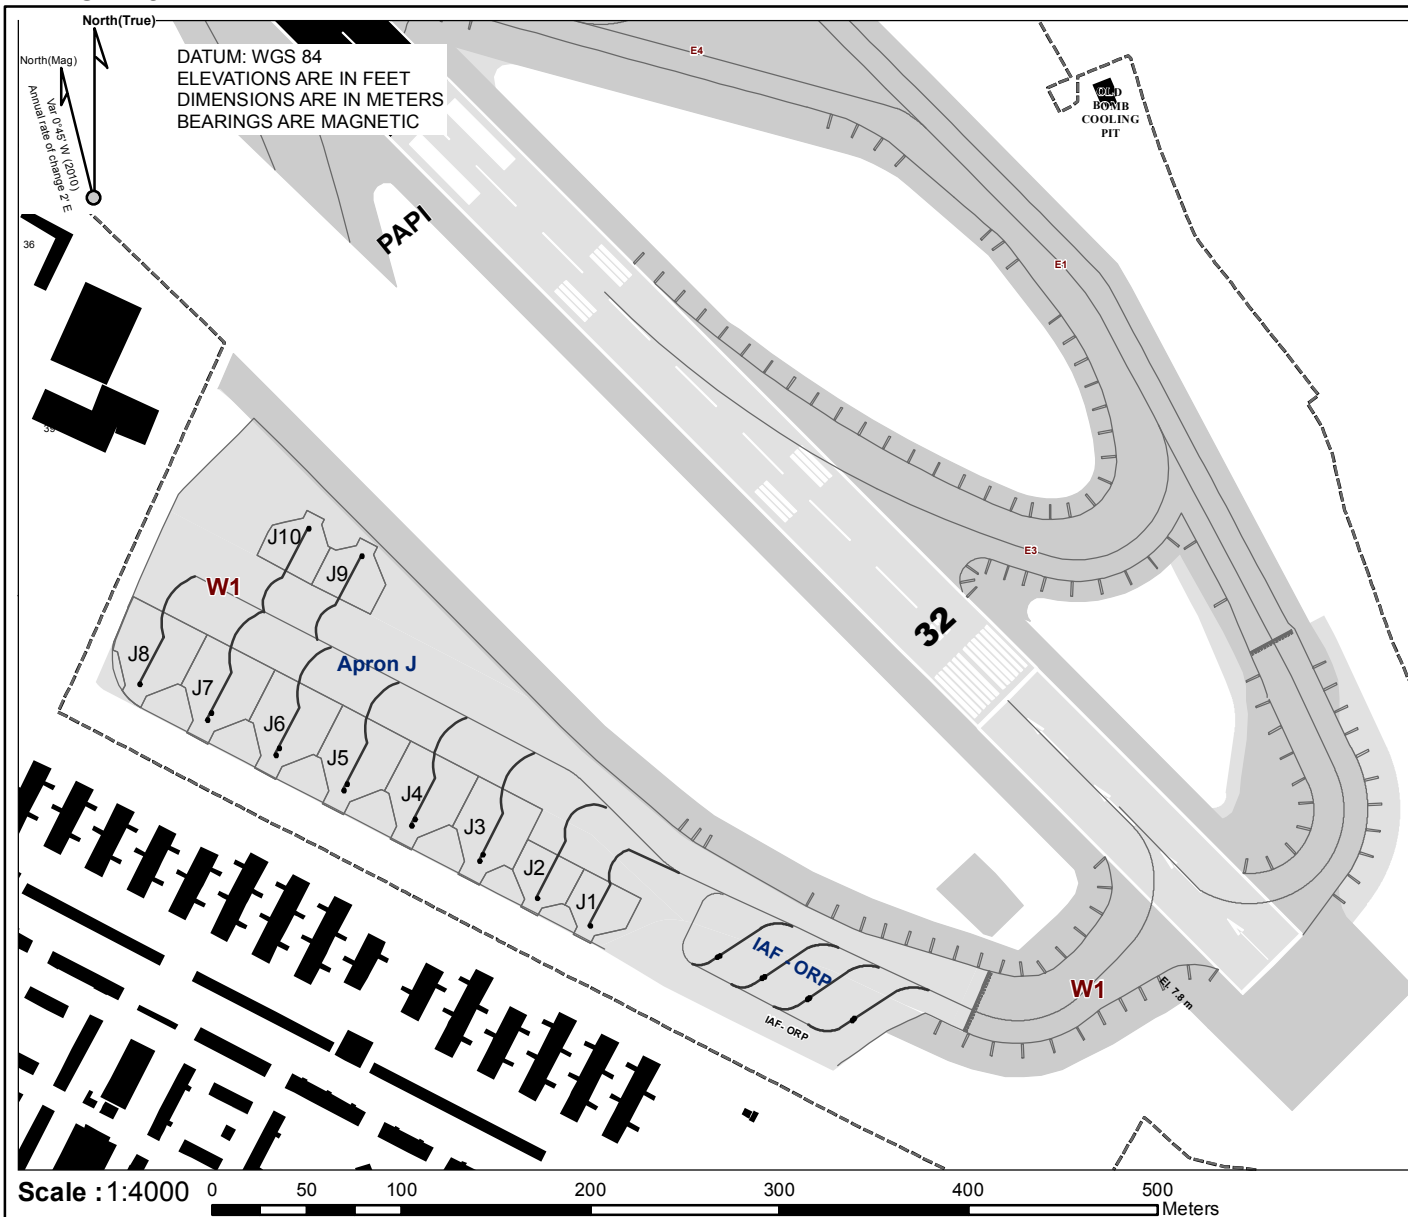 North(True)
North(Mag)
Var 0°45' W (2010)
Annual rate of change 2' E
DATUM: WGS 84
ELEVATIONS ARE IN FEET
DIMENSIONS ARE IN METERS
BEARINGS ARE MAGNETIC
E4
OLD
BOMB
COOLING
PIT
PAPI
36
E1
39
J10
J9
W1
E3
32
Apron J
J8
J7
J6
J5
J4
J3
J2
J1
IAF - ORP
IAF- ORP
W1
El. 7.8 m
Scale : 1:4000
0 50 100 200 300 400 500
Meters